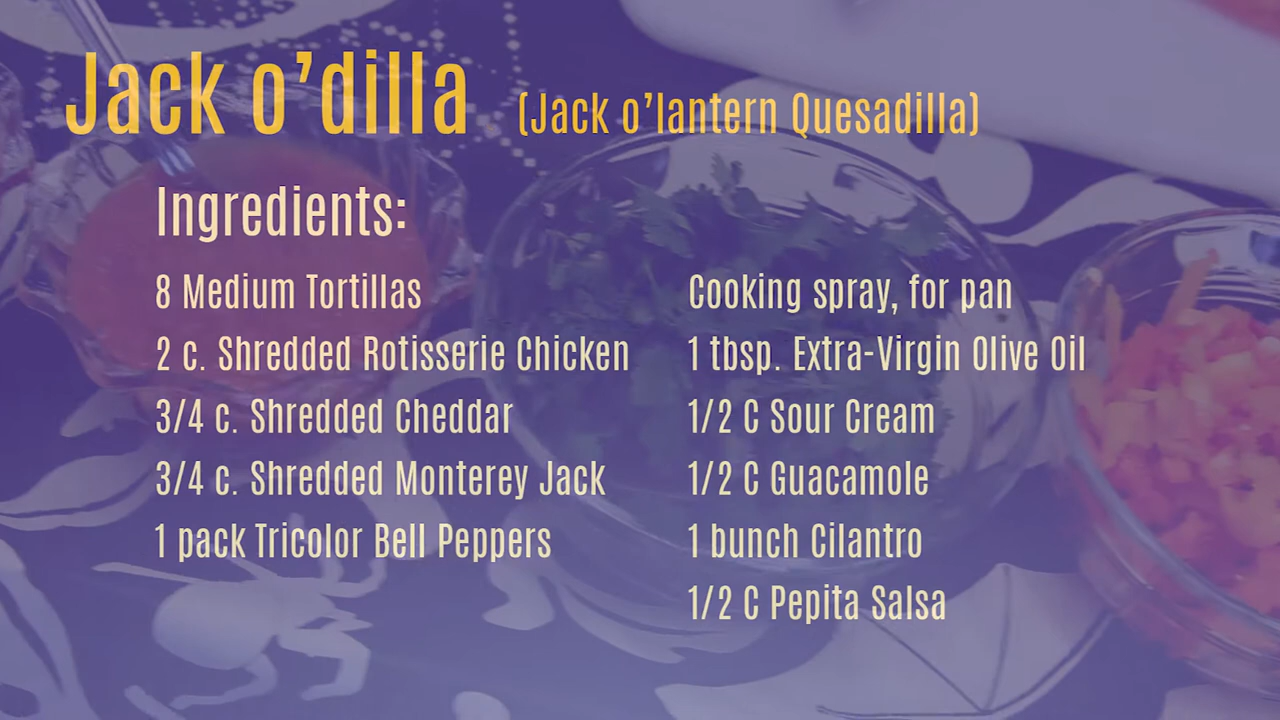 Jack o’dilla (Jack o’lantern Quesadilla)
Ingredients:
8 Medium Tortillas
2 c. Shredded Rotisserie Chicken
3/4 c. Shredded Cheddar
3/4 c. Shredded Monterey Jack
1 pack Tricolor Bell Peppers
Cooking spray, for pan
1 tbsp. Extra-Virgin Olive Oil
1/2 C Sour Cream
1/2 C Guacamole
1 bunch Cilantro
1/2 C Pepita Salsa